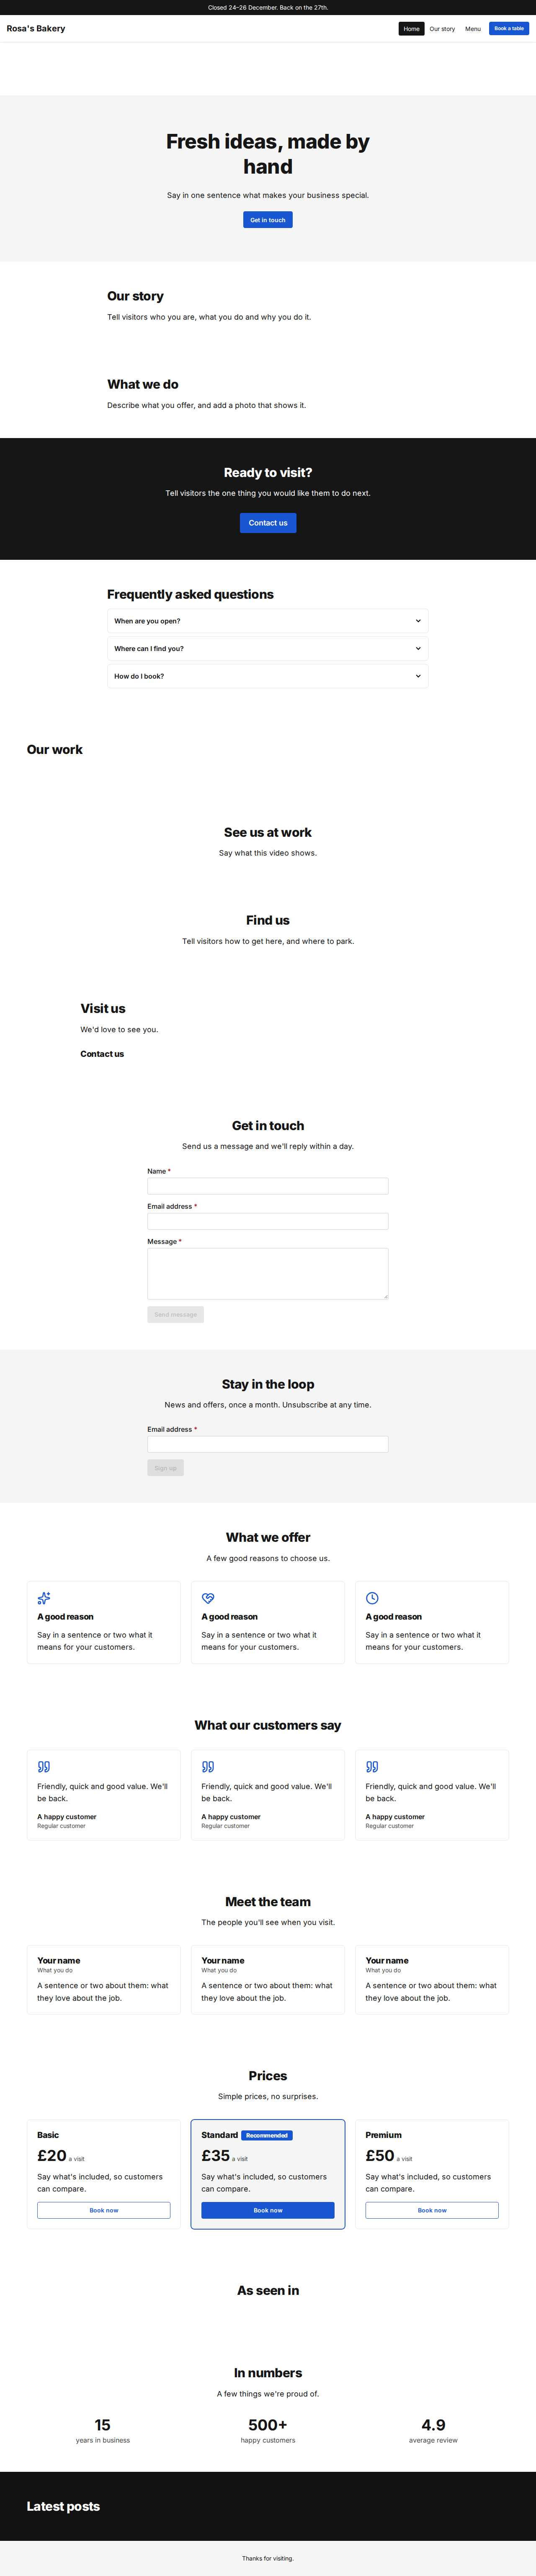 Closed 24–26 December. Back on the 27th.
Rosa's Bakery
Home
Our story
Menu
Book a table
Fresh ideas, made by
hand
Say in one sentence what makes your business special.
Get in touch
Our story
Tell visitors who you are, what you do and why you do it.
What we do
Describe what you offer, and add a photo that shows it.
Ready to visit?
Tell visitors the one thing you would like them to do next.
Contact us
Frequently asked questions
When are you open?
Where can I find you?
How do I book?
Our work
See us at work
Say what this video shows.
Find us
Tell visitors how to get here, and where to park.
Visit us
We'd love to see you.
Contact us
Get in touch
Send us a message and we'll reply within a day.
Name *
Email address *
Message *
Send message
Stay in the loop
News and offers, once a month. Unsubscribe at any time.
Email address *
Sign up
What we offer
A few good reasons to choose us.
A good reason
Say in a sentence or two what it
means for your customers.
A good reason
Say in a sentence or two what it
means for your customers.
A good reason
Say in a sentence or two what it
means for your customers.
What our customers say
Friendly, quick and good value. We'll
be back.
A happy customer
Regular customer
Friendly, quick and good value. We'll
be back.
A happy customer
Regular customer
Friendly, quick and good value. We'll
be back.
A happy customer
Regular customer
Meet the team
The people you'll see when you visit.
Your name
What you do
A sentence or two about them: what
they love about the job.
Your name
What you do
A sentence or two about them: what
they love about the job.
Your name
What you do
A sentence or two about them: what
they love about the job.
Prices
Simple prices, no surprises.
Basic
£20 a visit
Say what's included, so customers
can compare.
Book now
Standard Recommended
£35 a visit
Say what's included, so customers
can compare.
Book now
Premium
£50 a visit
Say what's included, so customers
can compare.
Book now
As seen in
In numbers
A few things we're proud of.
15
years in business
500+
happy customers
4.9
average review
Latest posts
Thanks for visiting.